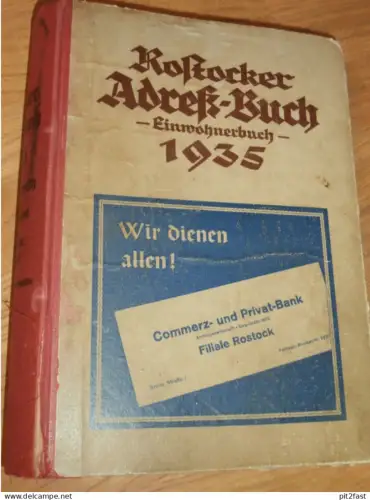 Rostocker
Adreß-Buch
— Einwohnerbuch —
1935
Wir dienen
allen!
Commerz- und Privat-Bank
Filiale Rostock
© www.delcampe.net
pit2fast